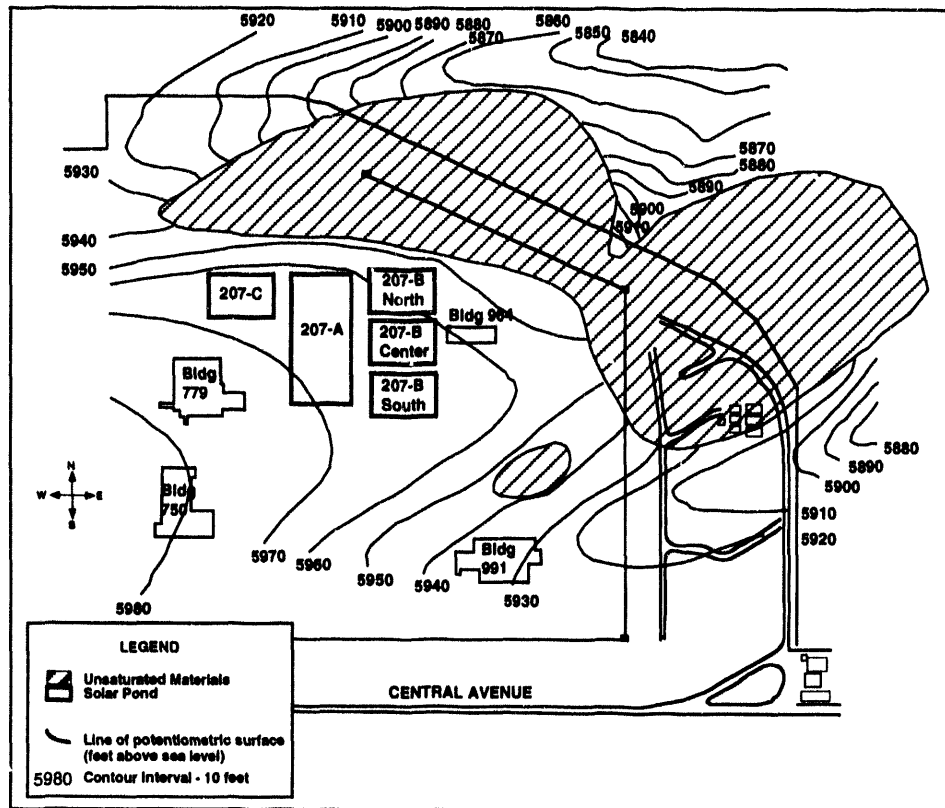 5920
5910
5900
5890
5880
5870
5860
5850
5840
5930
5940
5950
5870
5880
5890
5900
5910
207-C
207-A
207-B
North
207-B
Center
207-B
South
Bldg 964
Bldg
779
Bldg
750
N
W
E
S
5980
5970
5960
5950
5940
Bldg
991
5930
5880
5890
5900
5910
5920
LEGEND
Unsaturated Materials
Solar Pond
Line of potentiometric surface
(feet above sea level)
5980 Contour Interval - 10 feet
CENTRAL AVENUE